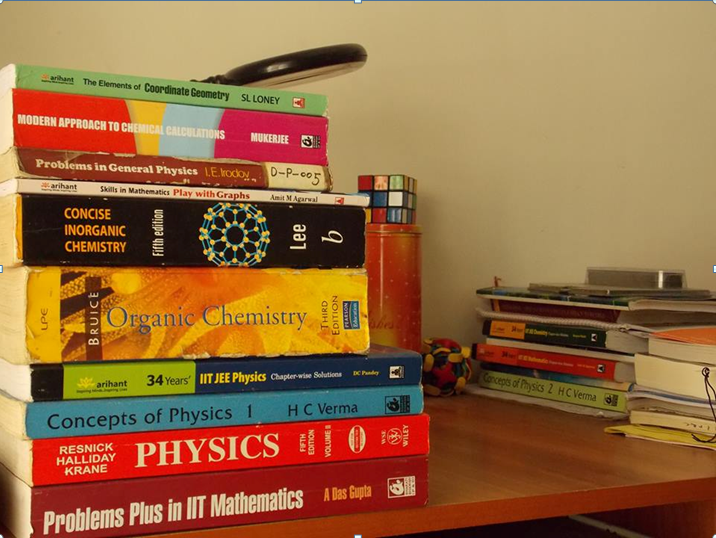 arihant The Elements of Coordinate Geometry SL LONEY
MODERN APPROACH TO CHEMICAL CALCULATIONS MUKERJEE
Problems in General Physics I.E. Irodov D-P-005
arihant Skills in Mathematics Play with Graphs Amit M Agarwal
CONCISE
INORGANIC
CHEMISTRY
Fifth edition
Lee
b
LPE
BRUICE
Organic Chemistry
THIRD
EDITION
PEARSON
Education
arihant 34 Years' IIT JEE Physics Chapter-wise Solutions DC Pandey
Concepts of Physics 1 H C Verma
RESNICK
HALLIDAY
KRANE
PHYSICS
FIFTH
EDITION
VOLUME II
WSE
WILEY
Problems Plus in IIT Mathematics A Das Gupta
Concepts of Physics 2 H C Verma